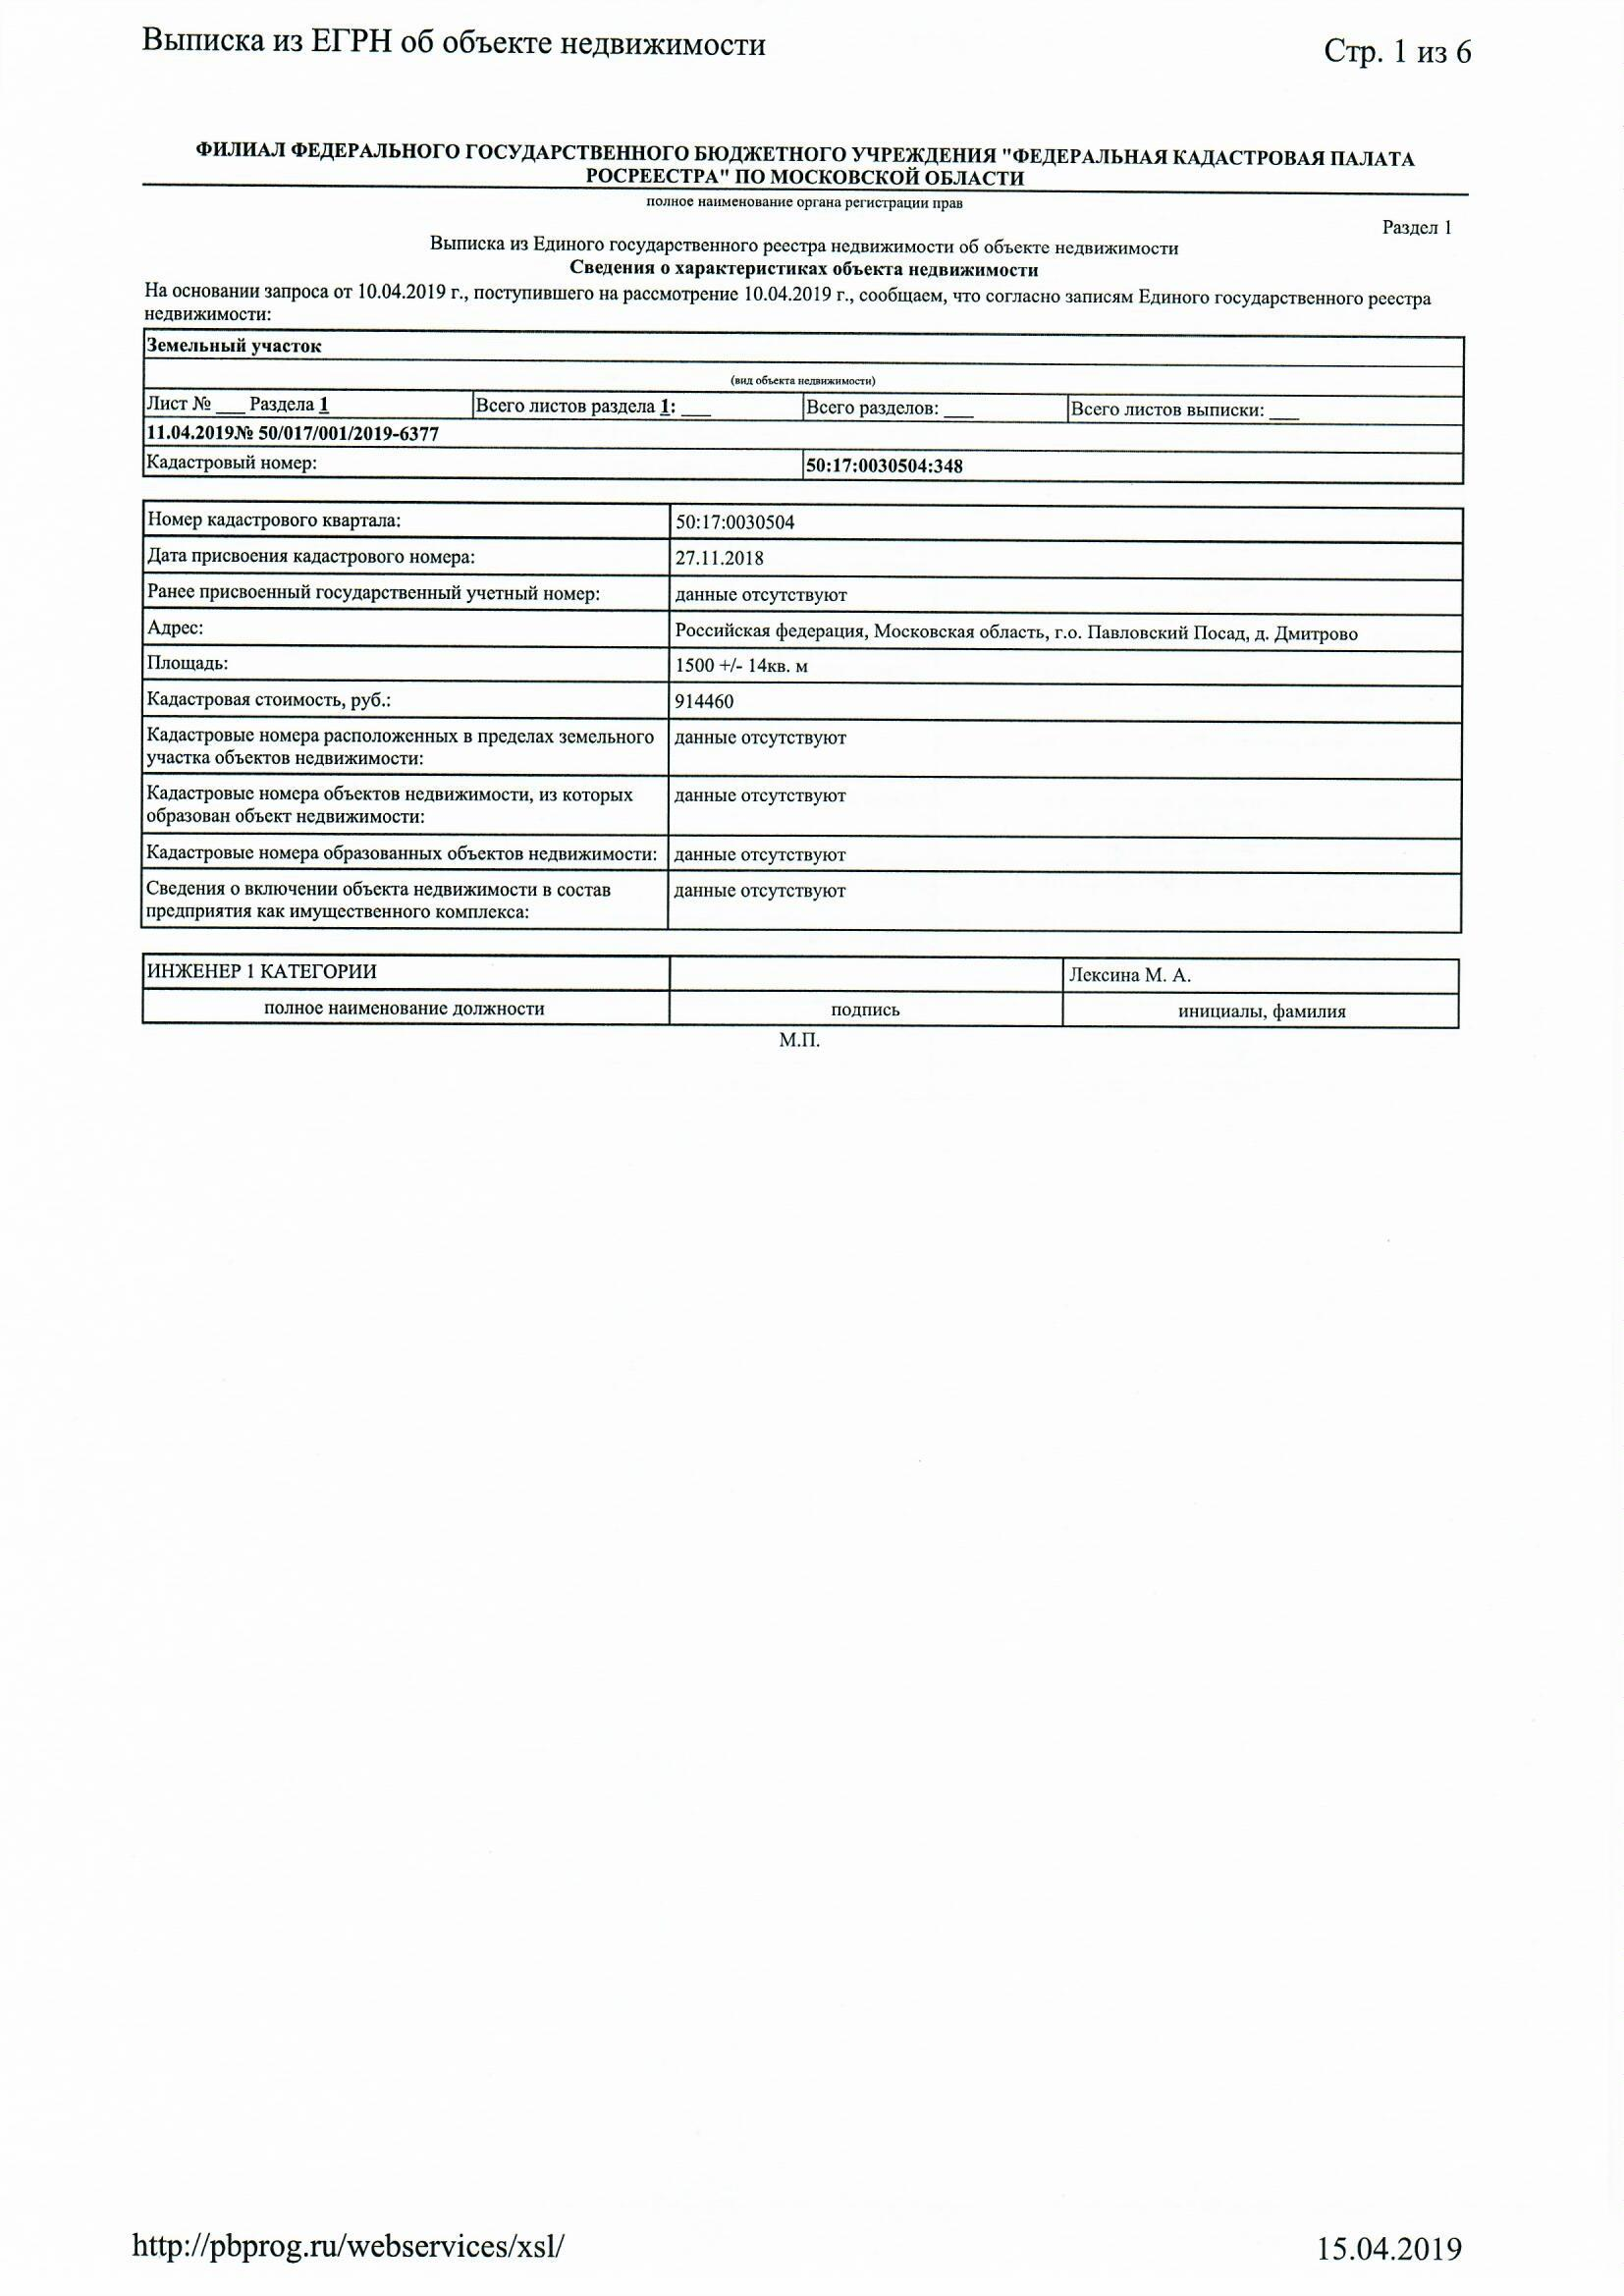 Выписка из ЕГРН об объекте недвижимости
Стр. 1 из 6
ФИЛИАЛ ФЕДЕРАЛЬНОГО ГОСУДАРСТВЕННОГО БЮДЖЕТНОГО УЧРЕЖДЕНИЯ "ФЕДЕРАЛЬНАЯ КАДАСТРОВАЯ ПАЛАТА
РОСРЕЕСТРА" ПО МОСКОВСКОЙ ОБЛАСТИ
полное наименование органа регистрации прав
Раздел 1
Выписка из Единого государственного реестра недвижимости об объекте недвижимости
Сведения о характеристиках объекта недвижимости
На основании запроса от 10.04.2019 г., поступившего на рассмотрение 10.04.2019 г., сообщаем, что согласно записям Единого государственного реестра
недвижимости:
Земельный участок
(вид объекта недвижимости)
Лист № ___ Раздела 1 Всего листов раздела 1: ___ Всего разделов: ___ Всего листов выписки: ___
11.04.2019№ 50/017/001/2019-6377
Кадастровый номер: 50:17:0030504:348
Номер кадастрового квартала: 50:17:0030504
Дата присвоения кадастрового номера: 27.11.2018
Ранее присвоенный государственный учетный номер: данные отсутствуют
Адрес: Российская федерация, Московская область, г.о. Павловский Посад, д. Дмитрово
Площадь: 1500 +/- 14кв. м
Кадастровая стоимость, руб.: 914460
Кадастровые номера расположенных в пределах земельного данные отсутствуют
участка объектов недвижимости:
Кадастровые номера объектов недвижимости, из которых данные отсутствуют
образован объект недвижимости:
Кадастровые номера образованных объектов недвижимости: данные отсутствуют
Сведения о включении объекта недвижимости в состав данные отсутствуют
предприятия как имущественного комплекса:
ИНЖЕНЕР 1 КАТЕГОРИИ Лексина М. А.
полное наименование должности подпись инициалы, фамилия
М.П.
http://pbprog.ru/webservices/xsl/
15.04.2019